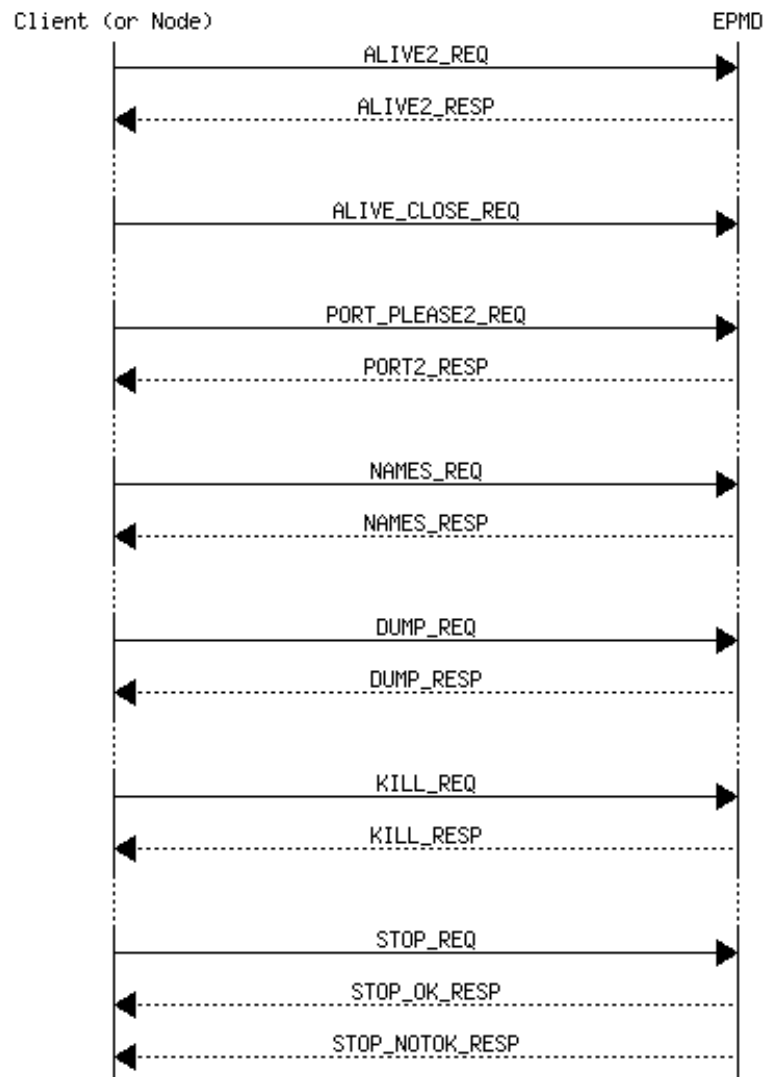 Client (or Node) EPMD
ALIVE2_REQ
ALIVE2_RESP
ALIVE_CLOSE_REQ
PORT_PLEASE2_REQ
PORT2_RESP
NAMES_REQ
NAMES_RESP
DUMP_REQ
DUMP_RESP
KILL_REQ
KILL_RESP
STOP_REQ
STOP_OK_RESP
STOP_NOTOK_RESP